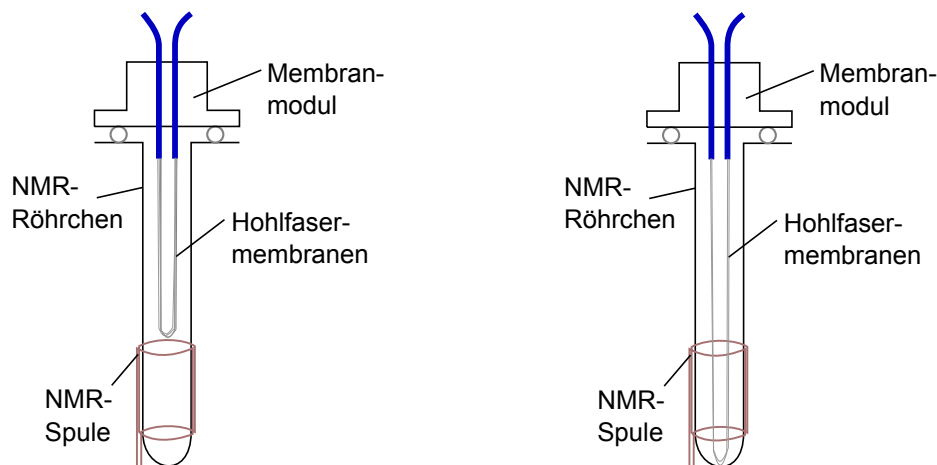 Membran-
modul
NMR-
Röhrchen
Hohlfaser-
membranen
NMR-
Spule
Membran-
modul
NMR-
Röhrchen
Hohlfaser-
membranen
NMR-
Spule